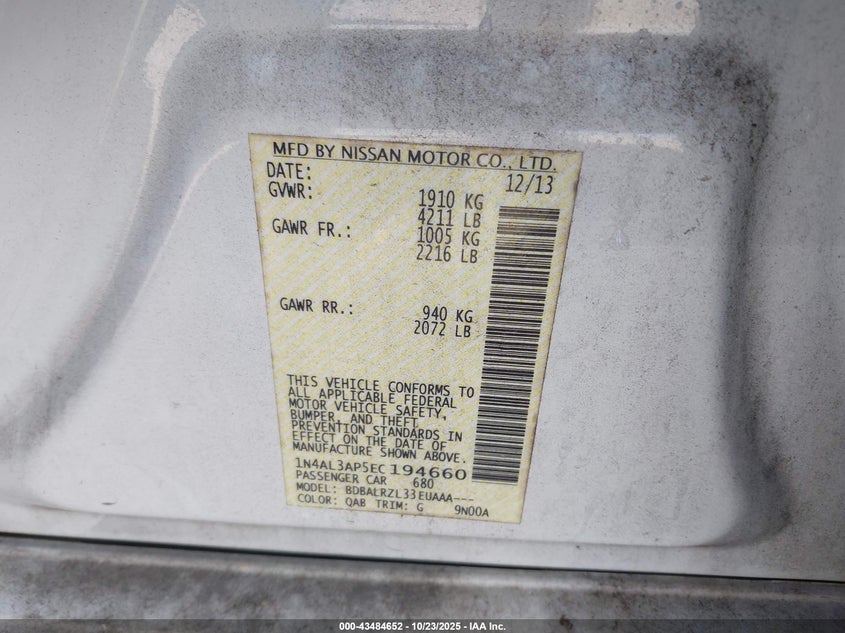 MFD BY NISSAN MOTOR CO., LTD.
DATE: 12/13
GVWR: 1910 KG
4211 LB
GAWR FR.: 1005 KG
2216 LB
GAWR RR.: 940 KG
2072 LB
THIS VEHICLE CONFORMS TO
ALL APPLICABLE FEDERAL
MOTOR VEHICLE SAFETY,
BUMPER, AND THEFT
PREVENTION STANDARDS IN
EFFECT ON THE DATE OF
MANUFACTURE SHOWN ABOVE.
1N4AL3AP5EC194660
PASSENGER CAR 680
MODEL: BDBALRZL33EUAAA---
COLOR: QAB TRIM: G 9N00A
000-43484652 - 10/23/2025 - IAA Inc.